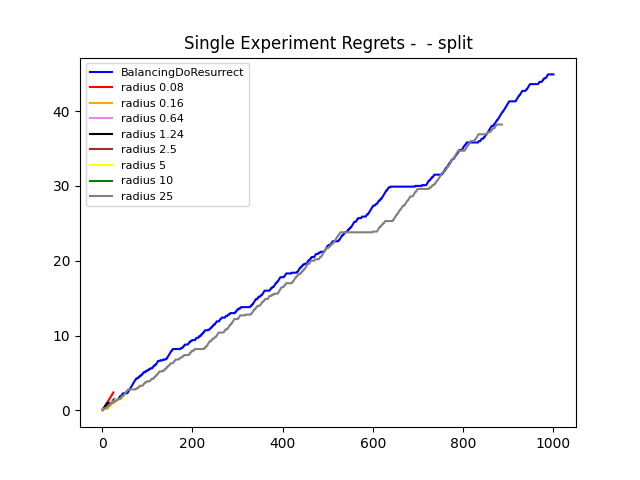 Single Experiment Regrets -  - split
BalancingDoResurrect
radius 0.08
radius 0.16
radius 0.64
radius 1.24
radius 2.5
radius 5
radius 10
radius 25
40
30
20
10
0
0 200 400 600 800 1000